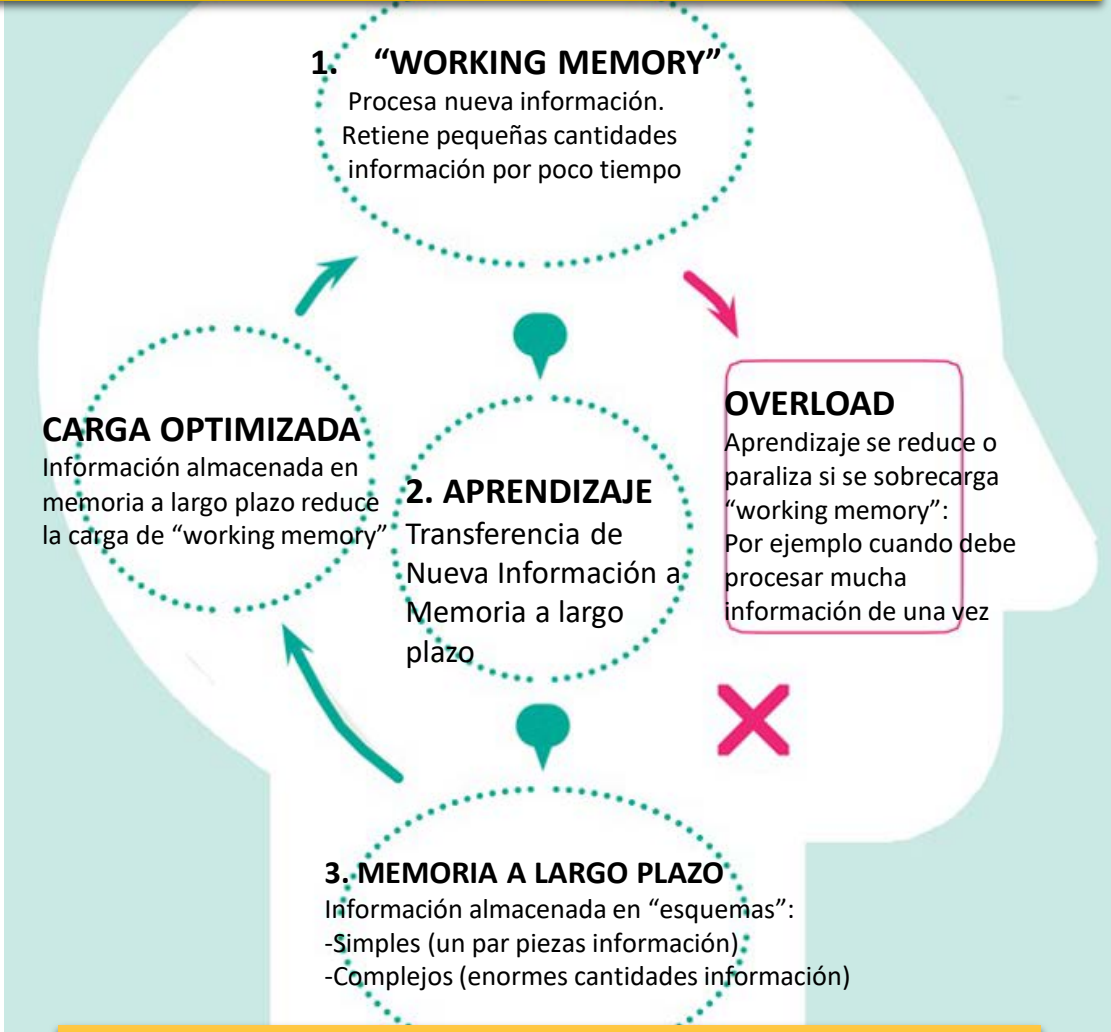 1. “WORKING MEMORY”
Procesa nueva información.
Retiene pequeñas cantidades
información por poco tiempo
CARGA OPTIMIZADA
Información almacenada en
memoria a largo plazo reduce
la carga de “working memory”
2. APRENDIZAJE
Transferencia de
Nueva Información a
Memoria a largo
plazo
OVERLOAD
Aprendizaje se reduce o
paraliza si se sobrecarga
“working memory”:
Por ejemplo cuando debe
procesar mucha
información de una vez
3. MEMORIA A LARGO PLAZO
Información almacenada en “esquemas”:
-Simples (un par piezas información)
-Complejos (enormes cantidades información)